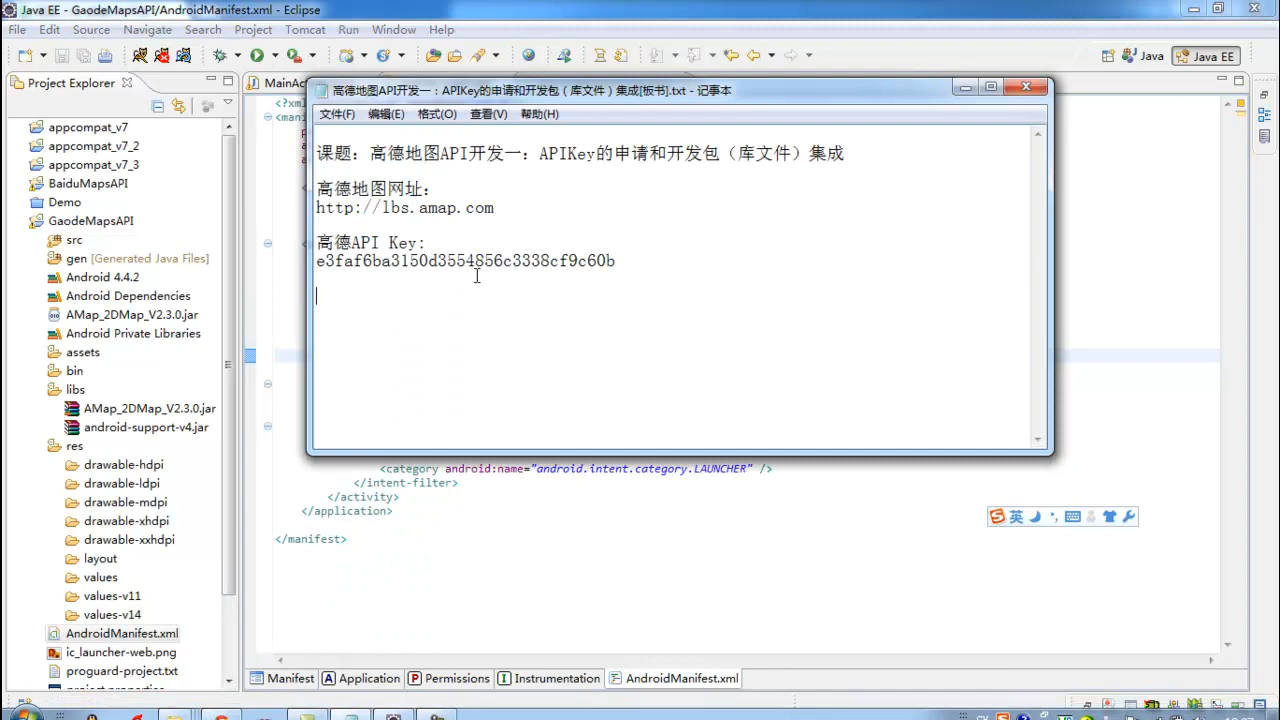 Java EE - GaodeMapsAPI/AndroidManifest.xml - Eclipse
File Edit Source Navigate Search Project Tomcat Run Window Help
Java Java EE
Project Explorer
appcompat_v7
appcompat_v7_2
appcompat_v7_3
BaiduMapsAPI
Demo
GaodeMapsAPI
src
gen [Generated Java Files]
Android 4.4.2
Android Dependencies
AMap_2DMap_V2.3.0.jar
Android Private Libraries
assets
bin
libs
AMap_2DMap_V2.3.0.jar
android-support-v4.jar
res
drawable-hdpi
drawable-ldpi
drawable-mdpi
drawable-xhdpi
drawable-xxhdpi
layout
values
values-v11
values-v14
AndroidManifest.xml
ic_launcher-web.png
proguard-project.txt
project.properties
MainAc
<?xm
<man
高德地图API开发一：APIKey的申请和开发包（库文件）集成[板书].txt - 记事本
文件(F) 编辑(E) 格式(O) 查看(V) 帮助(H)
课题：高德地图API开发一：APIKey的申请和开发包（库文件）集成
高德地图网址：
http://lbs.amap.com
高德API Key:
e3faf6ba3150d3554856c3338cf9c60b
<category android:name="android.intent.category.LAUNCHER" />
</intent-filter>
</activity>
</application>
</manifest>
英
Manifest Application Permissions Instrumentation AndroidManifest.xml